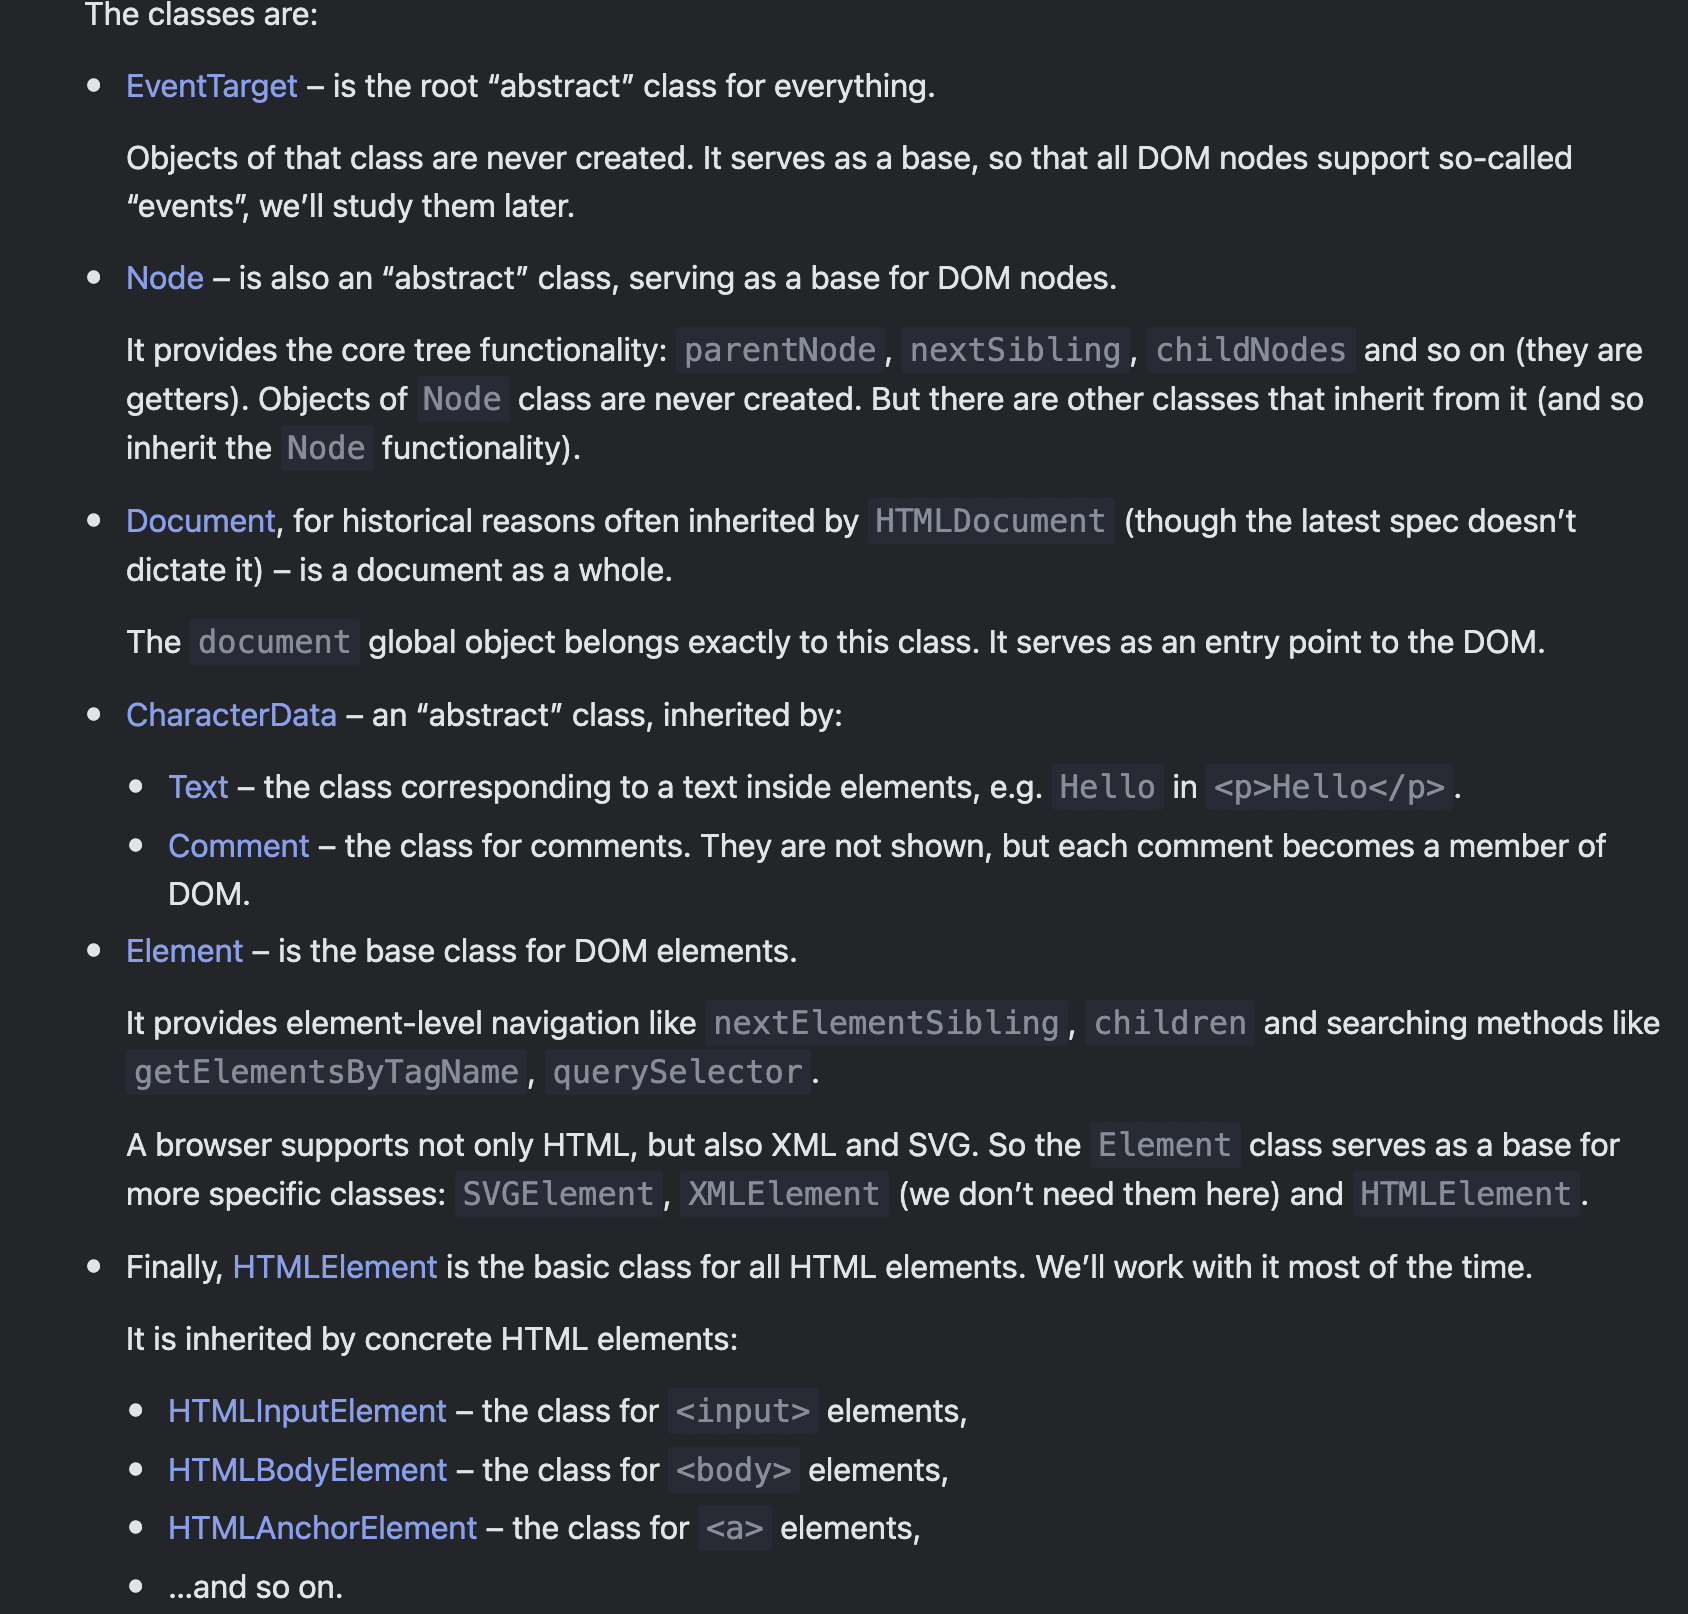 The classes are:
• EventTarget – is the root “abstract” class for everything.
Objects of that class are never created. It serves as a base, so that all DOM nodes support so-called
“events”, we’ll study them later.
• Node – is also an “abstract” class, serving as a base for DOM nodes.
It provides the core tree functionality: parentNode, nextSibling, childNodes and so on (they are
getters). Objects of Node class are never created. But there are other classes that inherit from it (and so
inherit the Node functionality).
• Document, for historical reasons often inherited by HTMLDocument (though the latest spec doesn’t
dictate it) – is a document as a whole.
The document global object belongs exactly to this class. It serves as an entry point to the DOM.
• CharacterData – an “abstract” class, inherited by:
• Text – the class corresponding to a text inside elements, e.g. Hello in <p>Hello</p>.
• Comment – the class for comments. They are not shown, but each comment becomes a member of
DOM.
• Element – is the base class for DOM elements.
It provides element-level navigation like nextElementSibling, children and searching methods like
getElementsByTagName, querySelector.
A browser supports not only HTML, but also XML and SVG. So the Element class serves as a base for
more specific classes: SVGElement, XMLElement (we don’t need them here) and HTMLElement.
• Finally, HTMLElement is the basic class for all HTML elements. We’ll work with it most of the time.
It is inherited by concrete HTML elements:
• HTMLInputElement – the class for <input> elements,
• HTMLBodyElement – the class for <body> elements,
• HTMLAnchorElement – the class for <a> elements,
• …and so on.